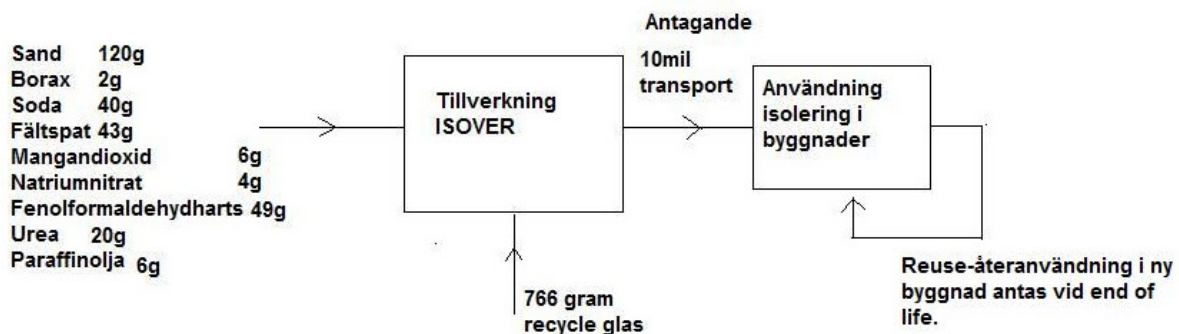 Sand 120g
Borax 2g
Soda 40g
Fältspat 43g
Mangandioxid 6g
Natriumnitrat 4g
Fenolformaldehydharts 49g
Urea 20g
Paraffinolja 6g
Tillverkning
ISOVER
766 gram
recycle glas
Antagande
10mil
transport
Användning
isolering i
byggnader
Reuse-återanvändning i ny
byggnad antas vid end of
life.